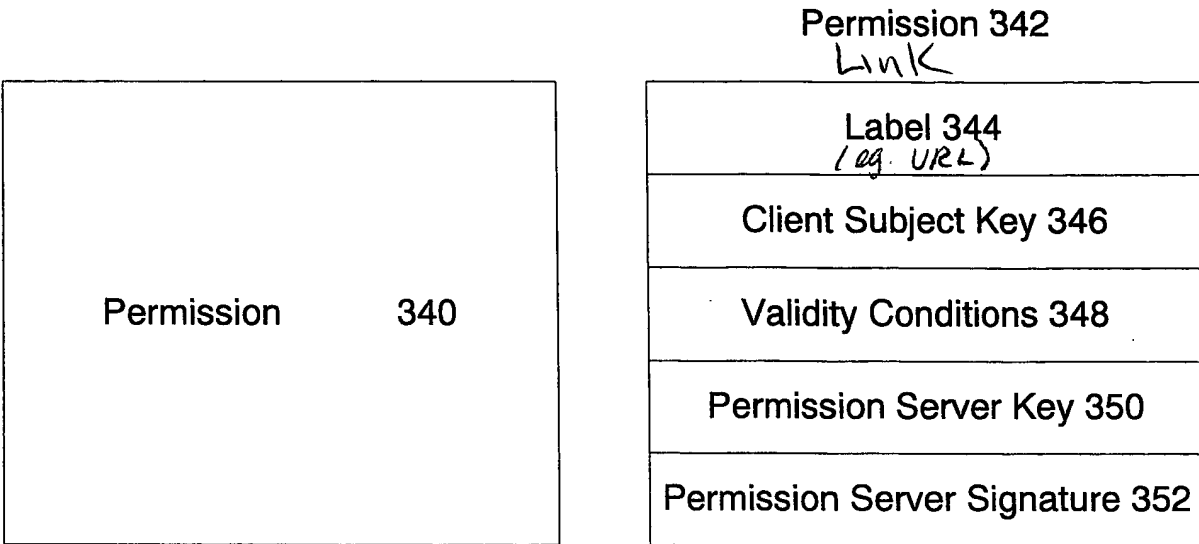 Permission 342
Link
Label 344
(eg. URL)
Client Subject Key 346
Permission 340
Validity Conditions 348
Permission Server Key 350
Permission Server Signature 352